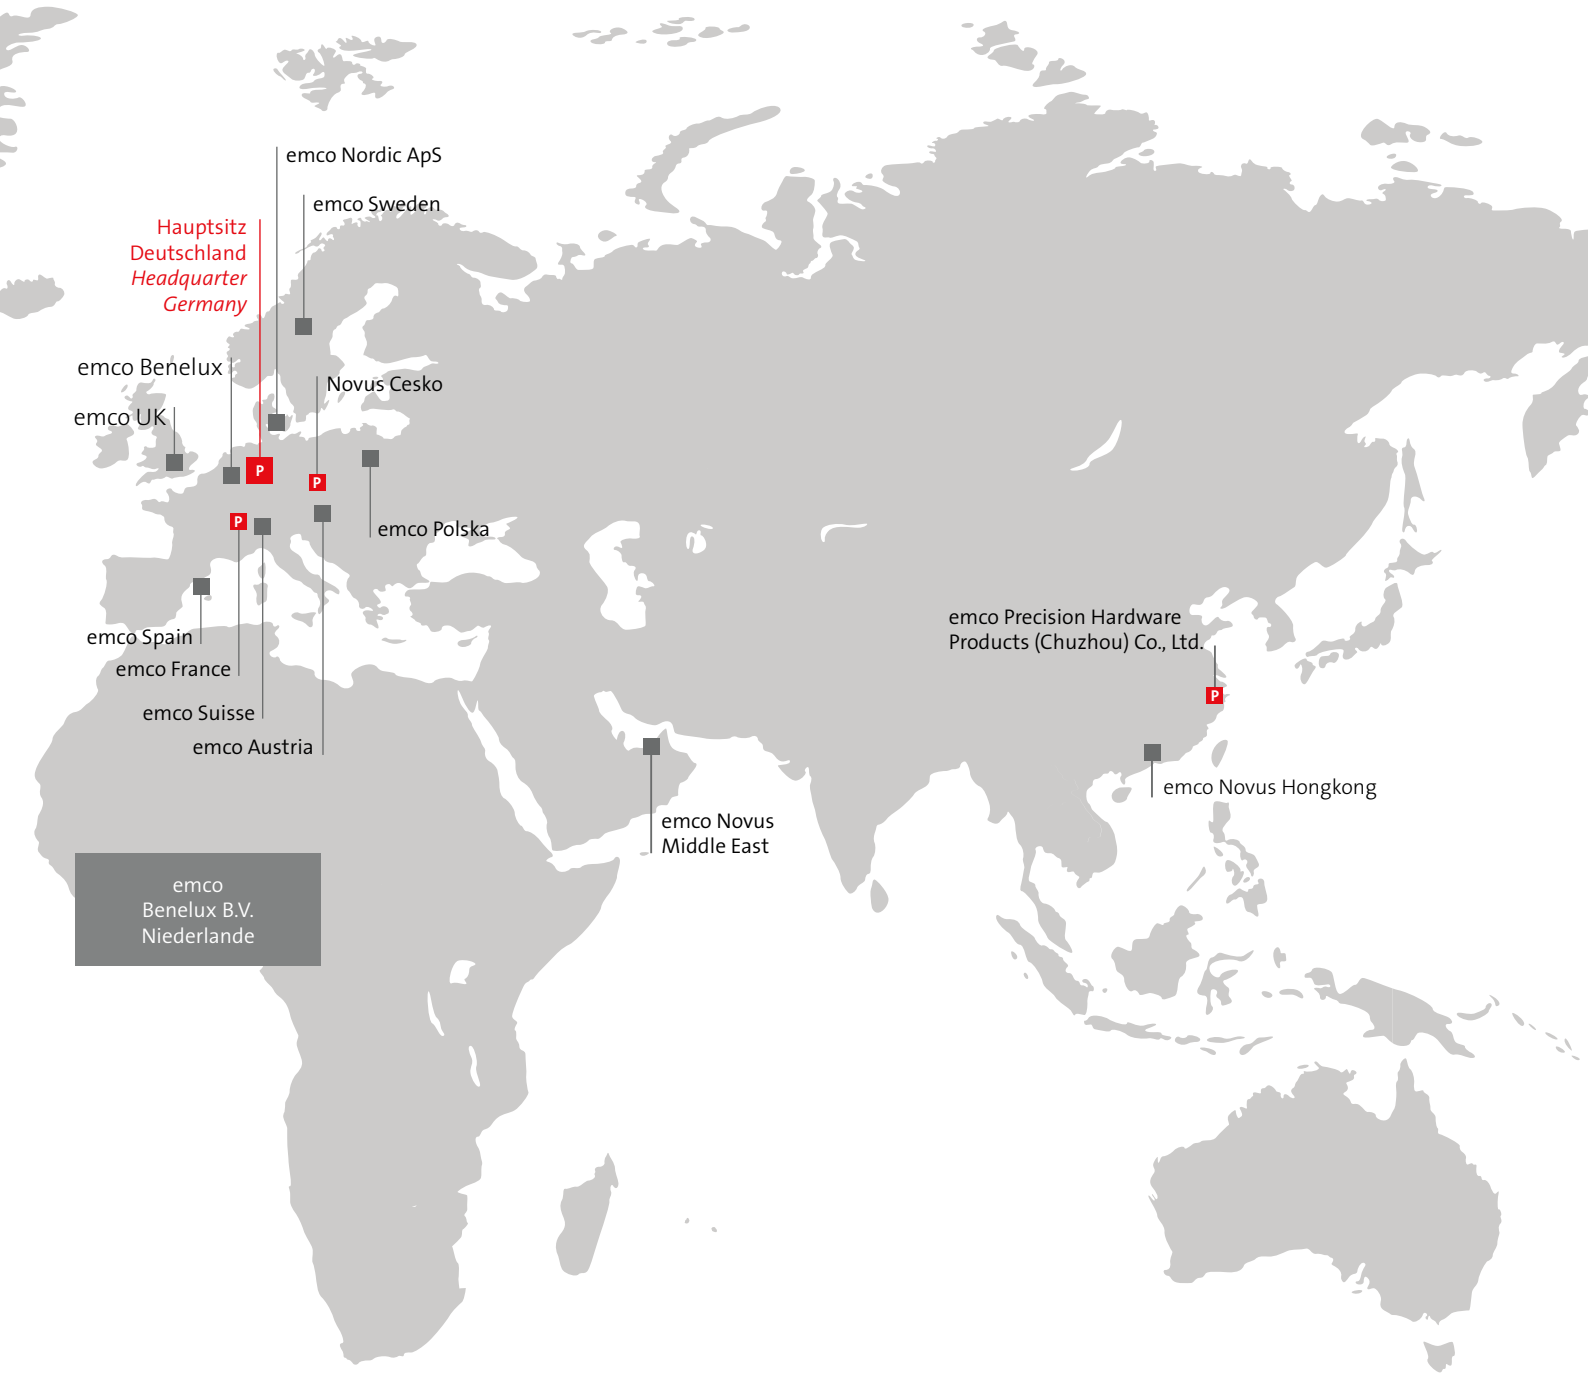 emco Nordic ApS
emco Sweden
Hauptsitz
Deutschland
Headquarter
Germany
emco Benelux
Novus Cesko
emco UK
P
P
P
emco Polska
emco Spain
emco France
emco Suisse
emco Austria
emco Precision Hardware
Products (Chuzhou) Co., Ltd.
P
emco Novus Hongkong
emco Novus
Middle East
emco
Benelux B.V.
Niederlande